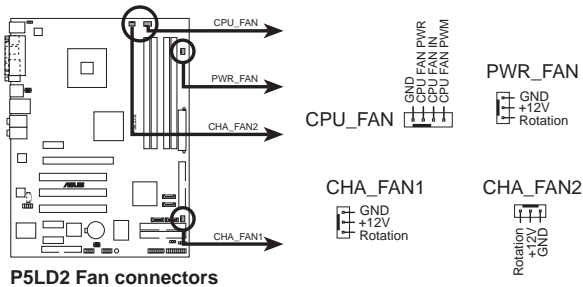 CPU_FAN
PWR_FAN
CHA_FAN2
CHA_FAN1
ASUS
CPU_FAN
GND
CPU FAN PWR
CPU FAN IN
CPU FAN PWM
PWR_FAN
GND
+12V
Rotation
CHA_FAN1
GND
+12V
Rotation
CHA_FAN2
Rotation
+12V
GND
P5LD2 Fan connectors